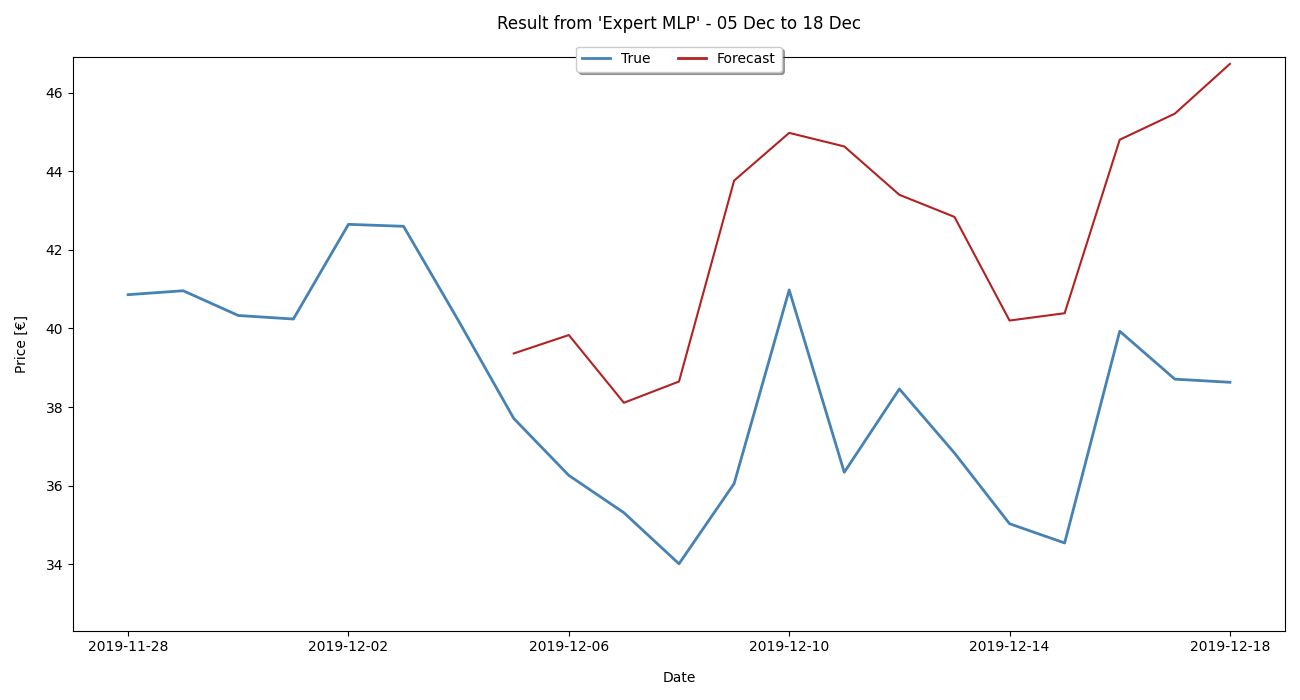 Result from 'Expert MLP' - 05 Dec to 18 Dec
True Forecast
46
44
42
40
38
36
34
Price [€]
2019-11-28 2019-12-02 2019-12-06 2019-12-10 2019-12-14 2019-12-18
Date